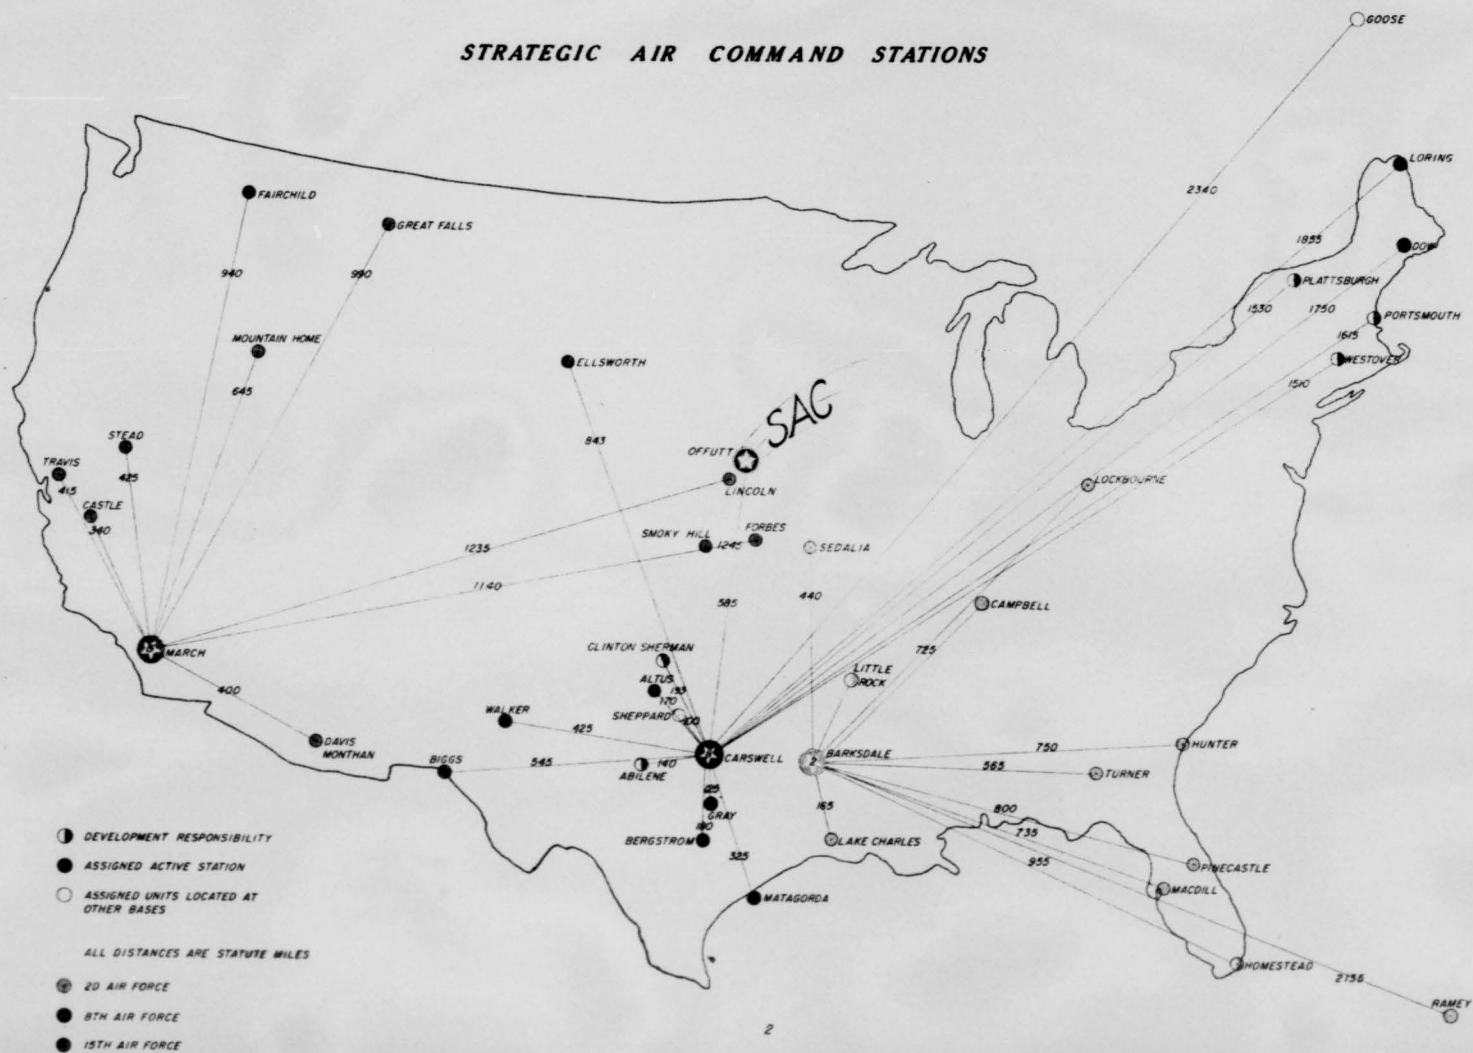 STRATEGIC AIR COMMAND STATIONS
GOOSE
2340
LORING
1855
DOW
FAIRCHILD
GREAT FALLS
940
990
PLATTSBURGH
1530
1750
PORTSMOUTH
1615
WESTOVER
1510
MOUNTAIN HOME
645
ELLSWORTH
843
SAC
OFFUTT
LINCOLN
STEAD
425
TRAVIS
415
CASTLE
340
LOCKBOURNE
SMOKY HILL
1245
FORBES
SEDALIA
1235
1140
585
440
CAMPBELL
725
15
MARCH
400
DAVIS
MONTHAN
CLINTON SHERMAN
193
ALTUS
170
SHEPPARD
100
LITTLE
ROCK
WALKER
425
BIGGS
545
ABILENE
140
CARSWELL
BARKSDALE
2
750
HUNTER
565
TURNER
GRAY
BERGSTROM
165
LAKE CHARLES
325
MATAGORDA
800
735
955
PINECASTLE
MACDILL
HOMESTEAD
RAMEY
DEVELOPMENT RESPONSIBILITY
ASSIGNED ACTIVE STATION
ASSIGNED UNITS LOCATED AT
OTHER BASES
ALL DISTANCES ARE STATUTE MILES
2D AIR FORCE
8TH AIR FORCE
15TH AIR FORCE
2